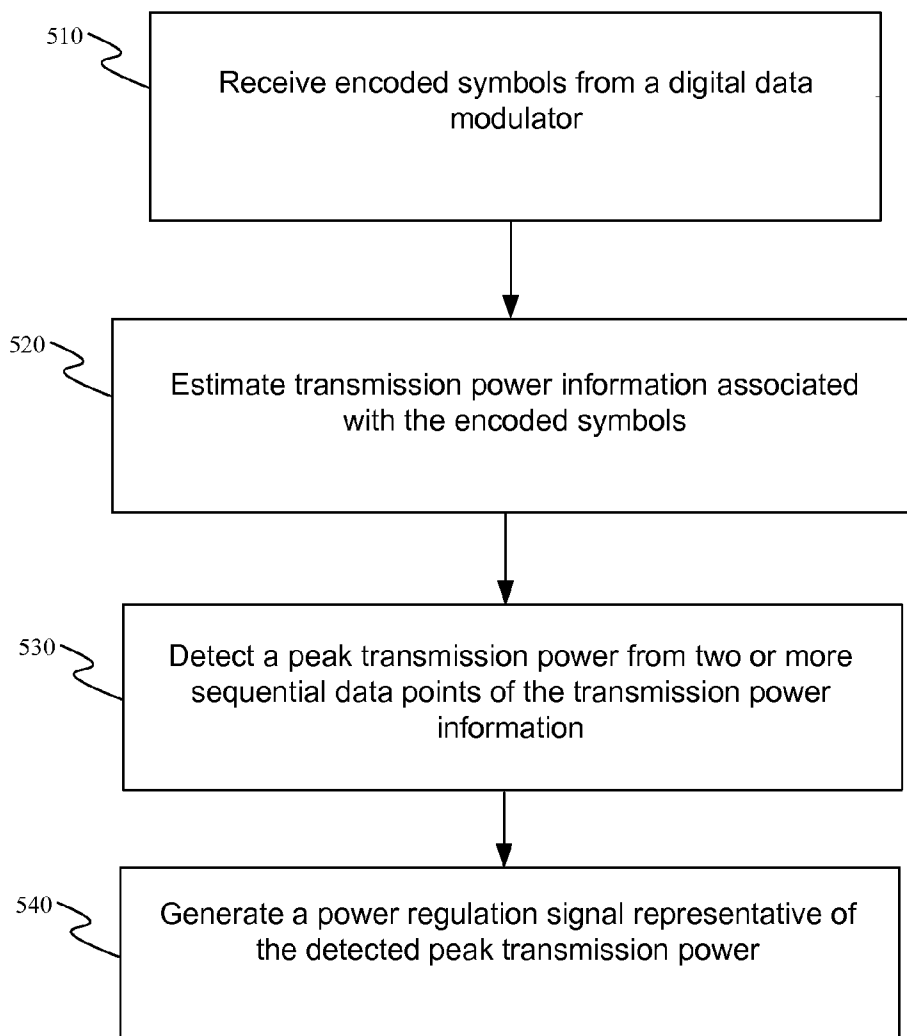 510
Receive encoded symbols from a digital data
modulator
520
Estimate transmission power information associated
with the encoded symbols
530
Detect a peak transmission power from two or more
sequential data points of the transmission power
information
540
Generate a power regulation signal representative of
the detected peak transmission power